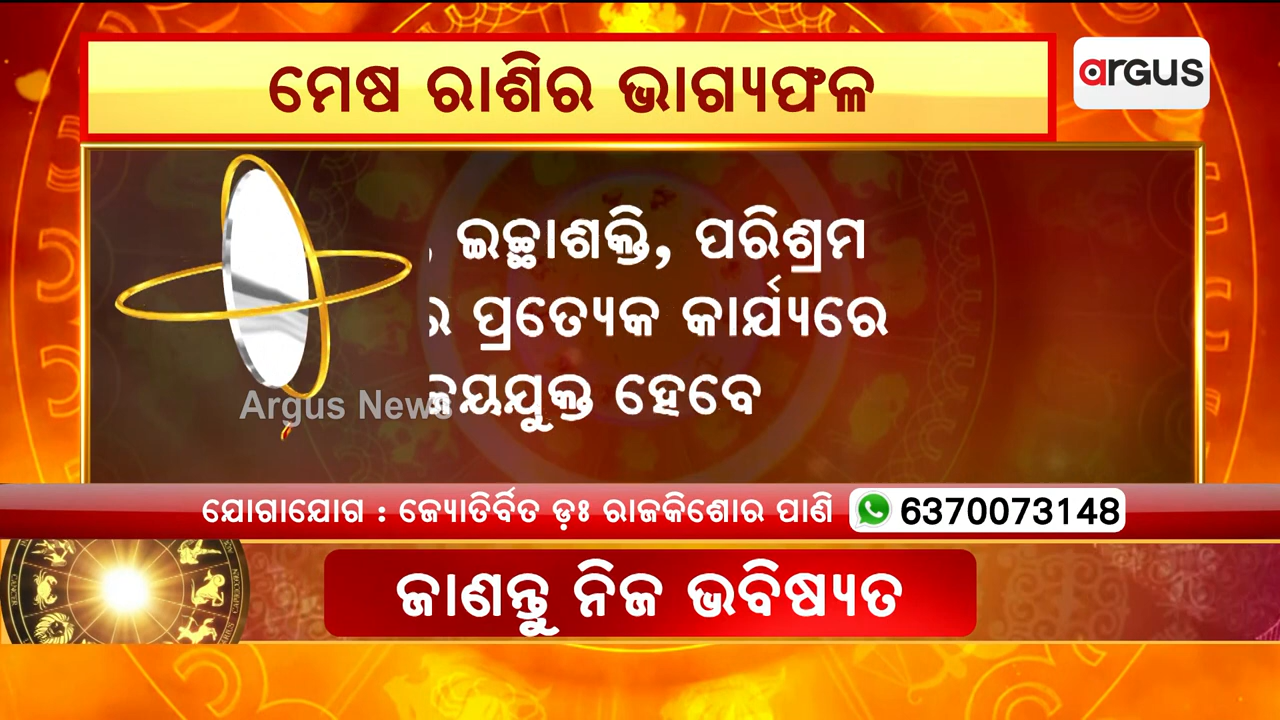 ମେଷ ରାଶିର ଭାଗ୍ୟଫଳ
argus
ଇଚ୍ଛାଶକ୍ତି, ପରିଶ୍ରମ
ପ୍ରତ୍ୟେକ କାର୍ଯ୍ୟରେ
ହେବେ
Argus News
ଯୋଗାଯୋଗ : ଜ୍ୟୋତିର୍ବିତ ଡ଼ଃ ରାଜକିଶୋର ପାଣି 6370073148
ଜାଣନ୍ତୁ ନିଜ ଭବିଷ୍ୟତ